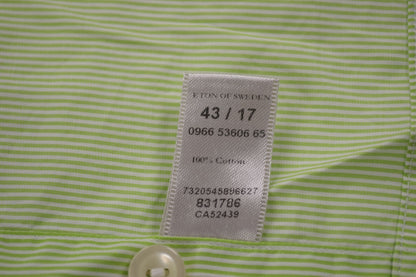 ETON OF SWEDEN
43 / 17
0966 53606 65
100% Cotton
7320545896627
831786
CA52439